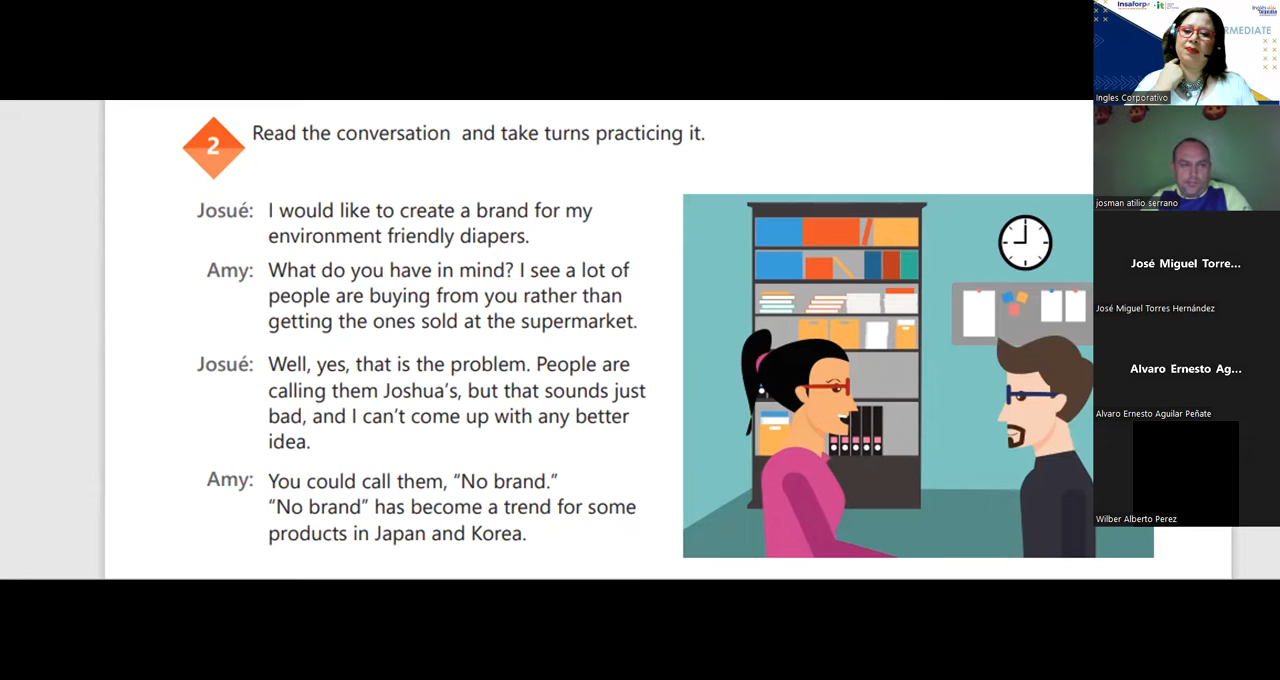 Insaforp
RMEDIATE
Ingles Corporativo
2
Read the conversation and take turns practicing it.
josman atilio serrano
Josué: I would like to create a brand for my
environment friendly diapers.
Amy: What do you have in mind? I see a lot of
people are buying from you rather than
getting the ones sold at the supermarket.
Josué: Well, yes, that is the problem. People are
calling them Joshua’s, but that sounds just
bad, and I can’t come up with any better
idea.
Amy: You could call them, “No brand.”
“No brand” has become a trend for some
products in Japan and Korea.
José Miguel Torre...
José Miguel Torres Hernández
Alvaro Ernesto Ag...
Alvaro Ernesto Aguilar Peñate
Wilber Alberto Perez